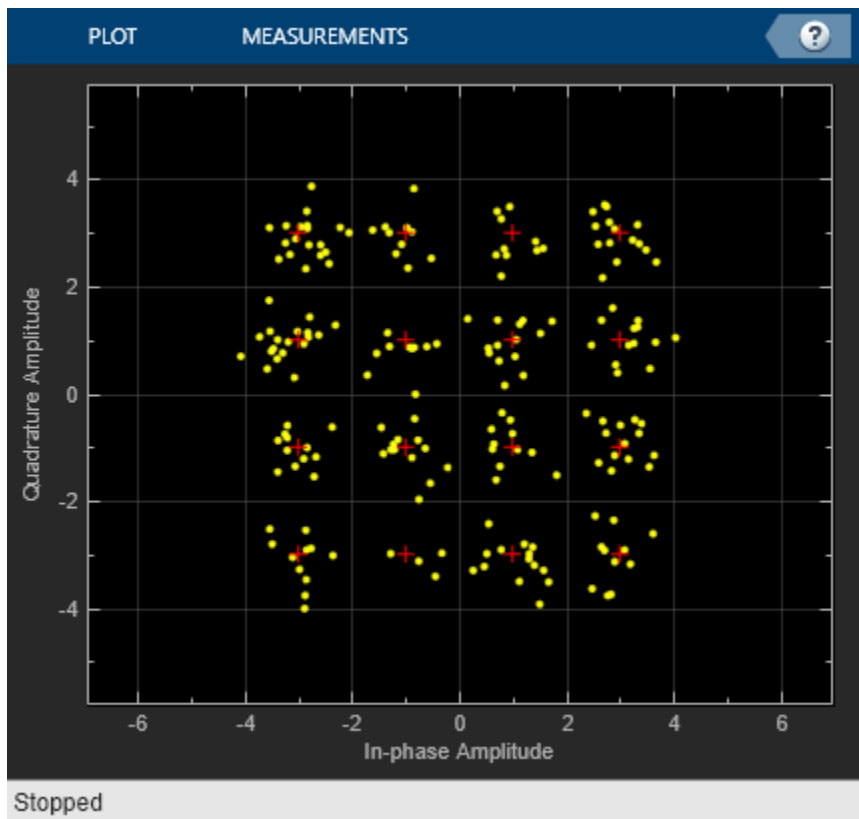 PLOT MEASUREMENTS ?
4
2
0
-2
-4
Quadrature Amplitude
-6 -4 -2 0 2 4 6
In-phase Amplitude
Stopped